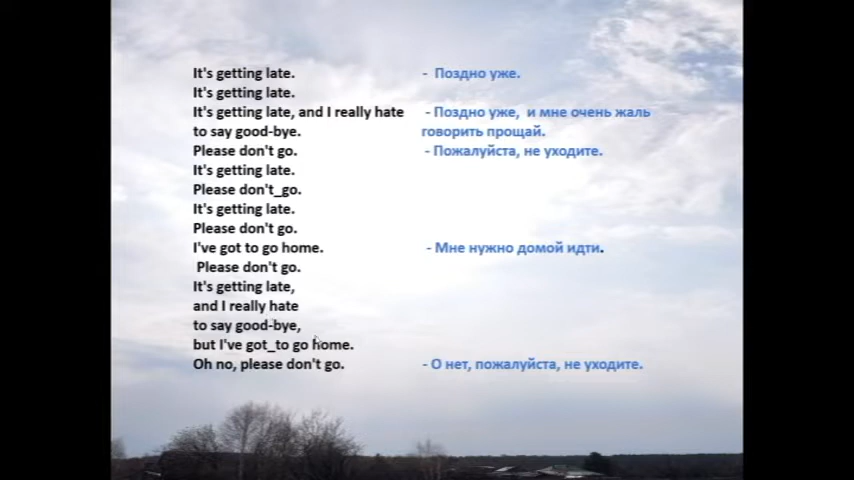 It's getting late. - Поздно уже.
It's getting late.
It's getting late, and I really hate - Поздно уже, и мне очень жаль
to say good-bye. говорить прощай.
Please don't go. - Пожалуйста, не уходите.
It's getting late.
Please don't_go.
It's getting late.
Please don't go.
I've got to go home. - Мне нужно домой идти.
Please don't go.
It's getting late,
and I really hate
to say good-bye,
but I've got_to go home.
Oh no, please don't go. - О нет, пожалуйста, не уходите.